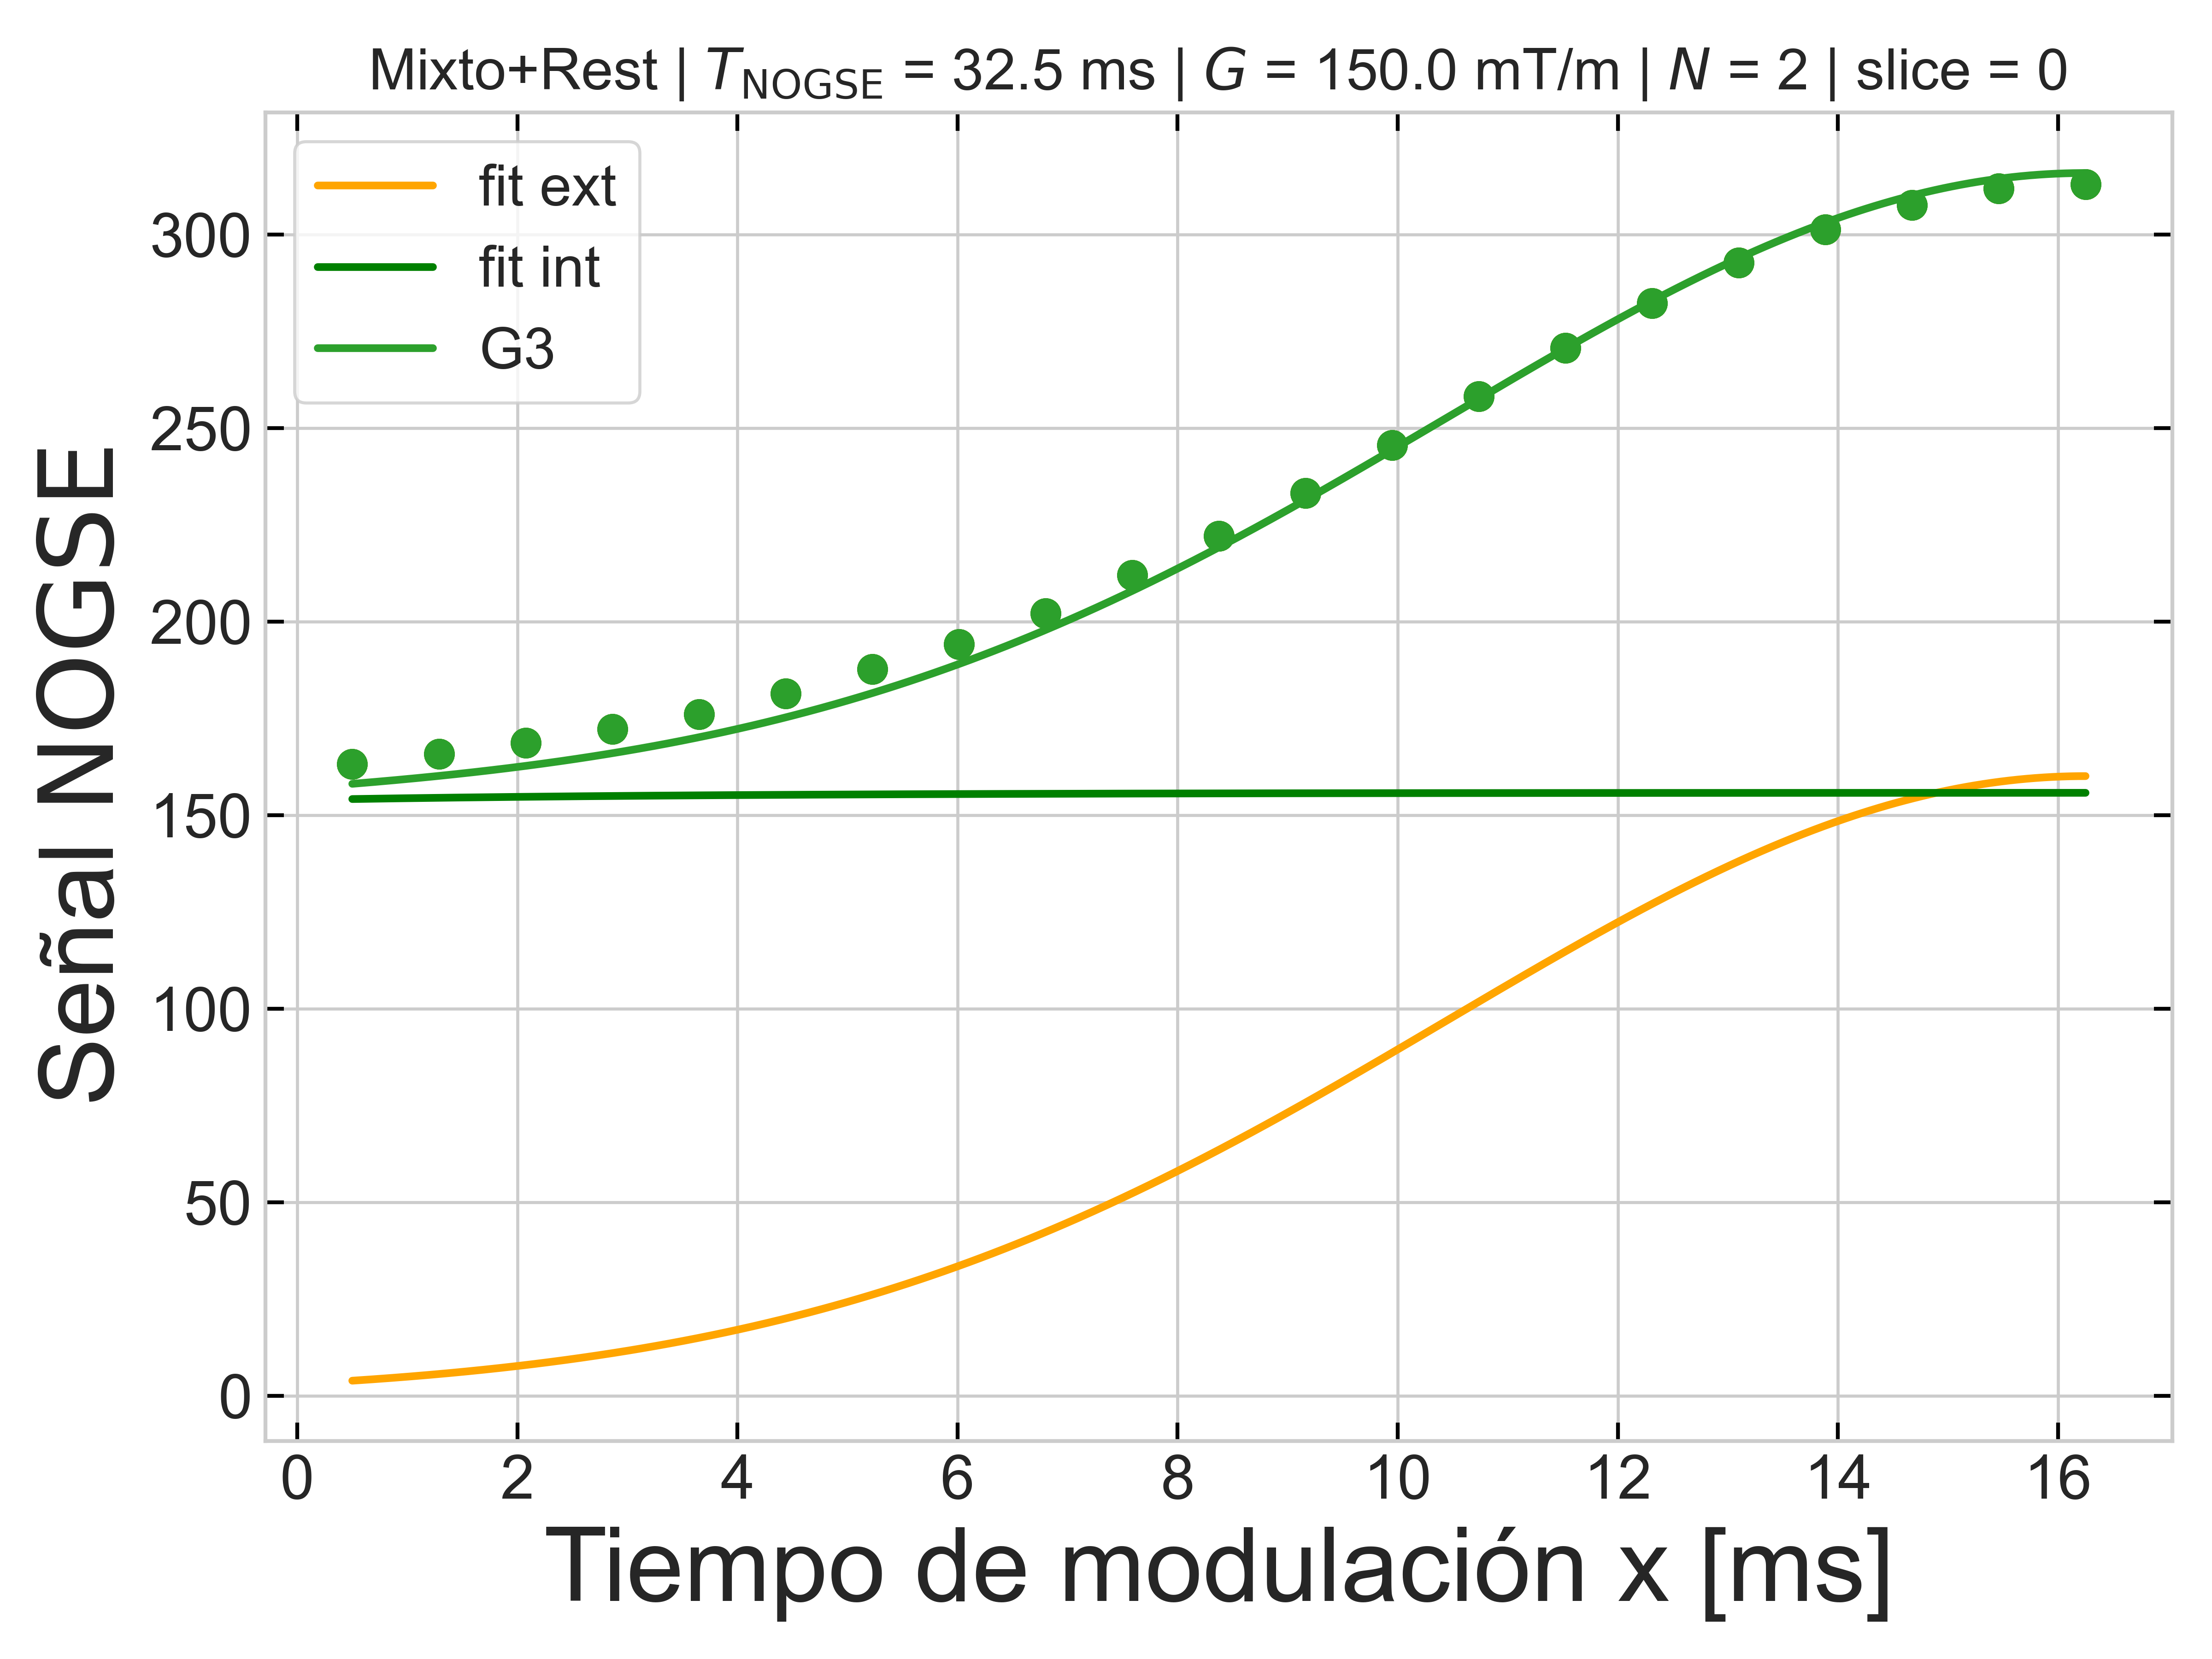 Mixto+Rest | T_NOGSE = 32.5 ms | G = 150.0 mT/m | N = 2 | slice = 0
fit ext
fit int
G3
Señal NOGSE
300
250
200
150
100
50
0
0 2 4 6 8 10 12 14 16
Tiempo de modulación x [ms]